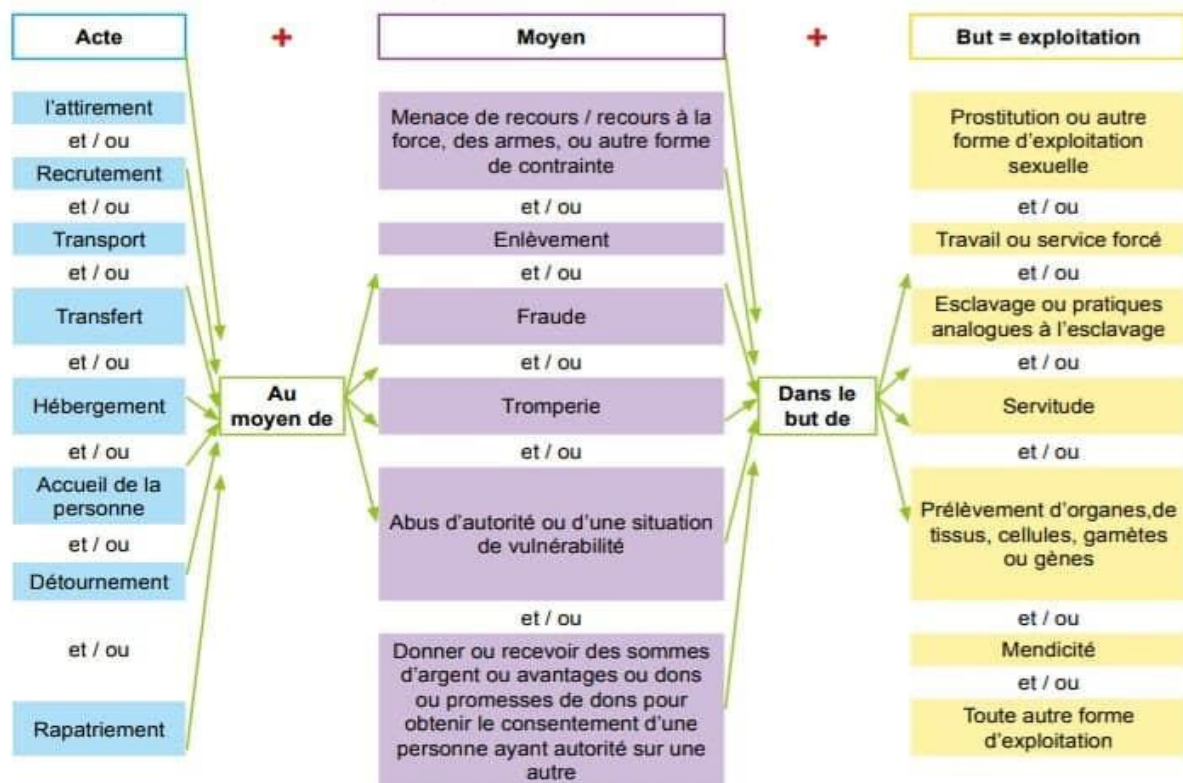 Acte
+
Moyen
+
But = exploitation
l'attirement
et / ou
Recrutement
et / ou
Transport
et / ou
Transfert
et / ou
Hébergement
et / ou
Accueil de la
personne
et / ou
Détournement
et / ou
Rapatriement
Au
moyen de
Menace de recours / recours à la
force, des armes, ou autre forme
de contrainte
et / ou
Enlèvement
et / ou
Fraude
et / ou
Tromperie
et / ou
Abus d'autorité ou d'une situation
de vulnérabilité
et / ou
Donner ou recevoir des sommes
d'argent ou avantages ou dons
ou promesses de dons pour
obtenir le consentement d'une
personne ayant autorité sur une
autre
Dans le
but de
Prostitution ou autre
forme d'exploitation
sexuelle
et / ou
Travail ou service forcé
et / ou
Esclavage ou pratiques
analogues à l'esclavage
et / ou
Servitude
et / ou
Prélèvement d'organes,de
tissus, cellules, gamètes
ou gènes
et / ou
Mendicité
et / ou
Toute autre forme
d'exploitation